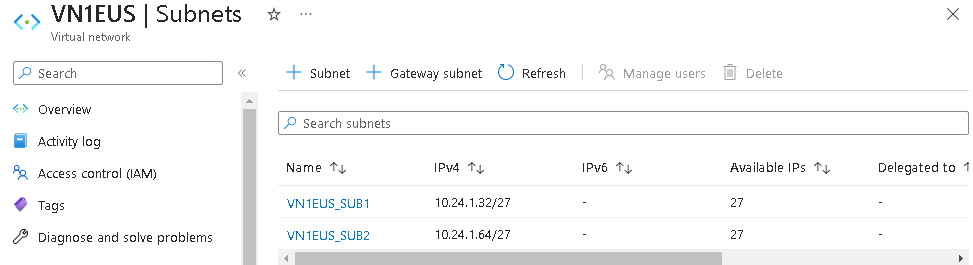 VN1EUS | Subnets
Virtual network
Search
Subnet Gateway subnet Refresh Manage users Delete
Overview
Activity log
Access control (IAM)
Tags
Diagnose and solve problems
Search subnets
Name IPv4 IPv6 Available IPs Delegated to
VN1EUS_SUB1 10.24.1.32/27 - 27 -
VN1EUS_SUB2 10.24.1.64/27 - 27 -